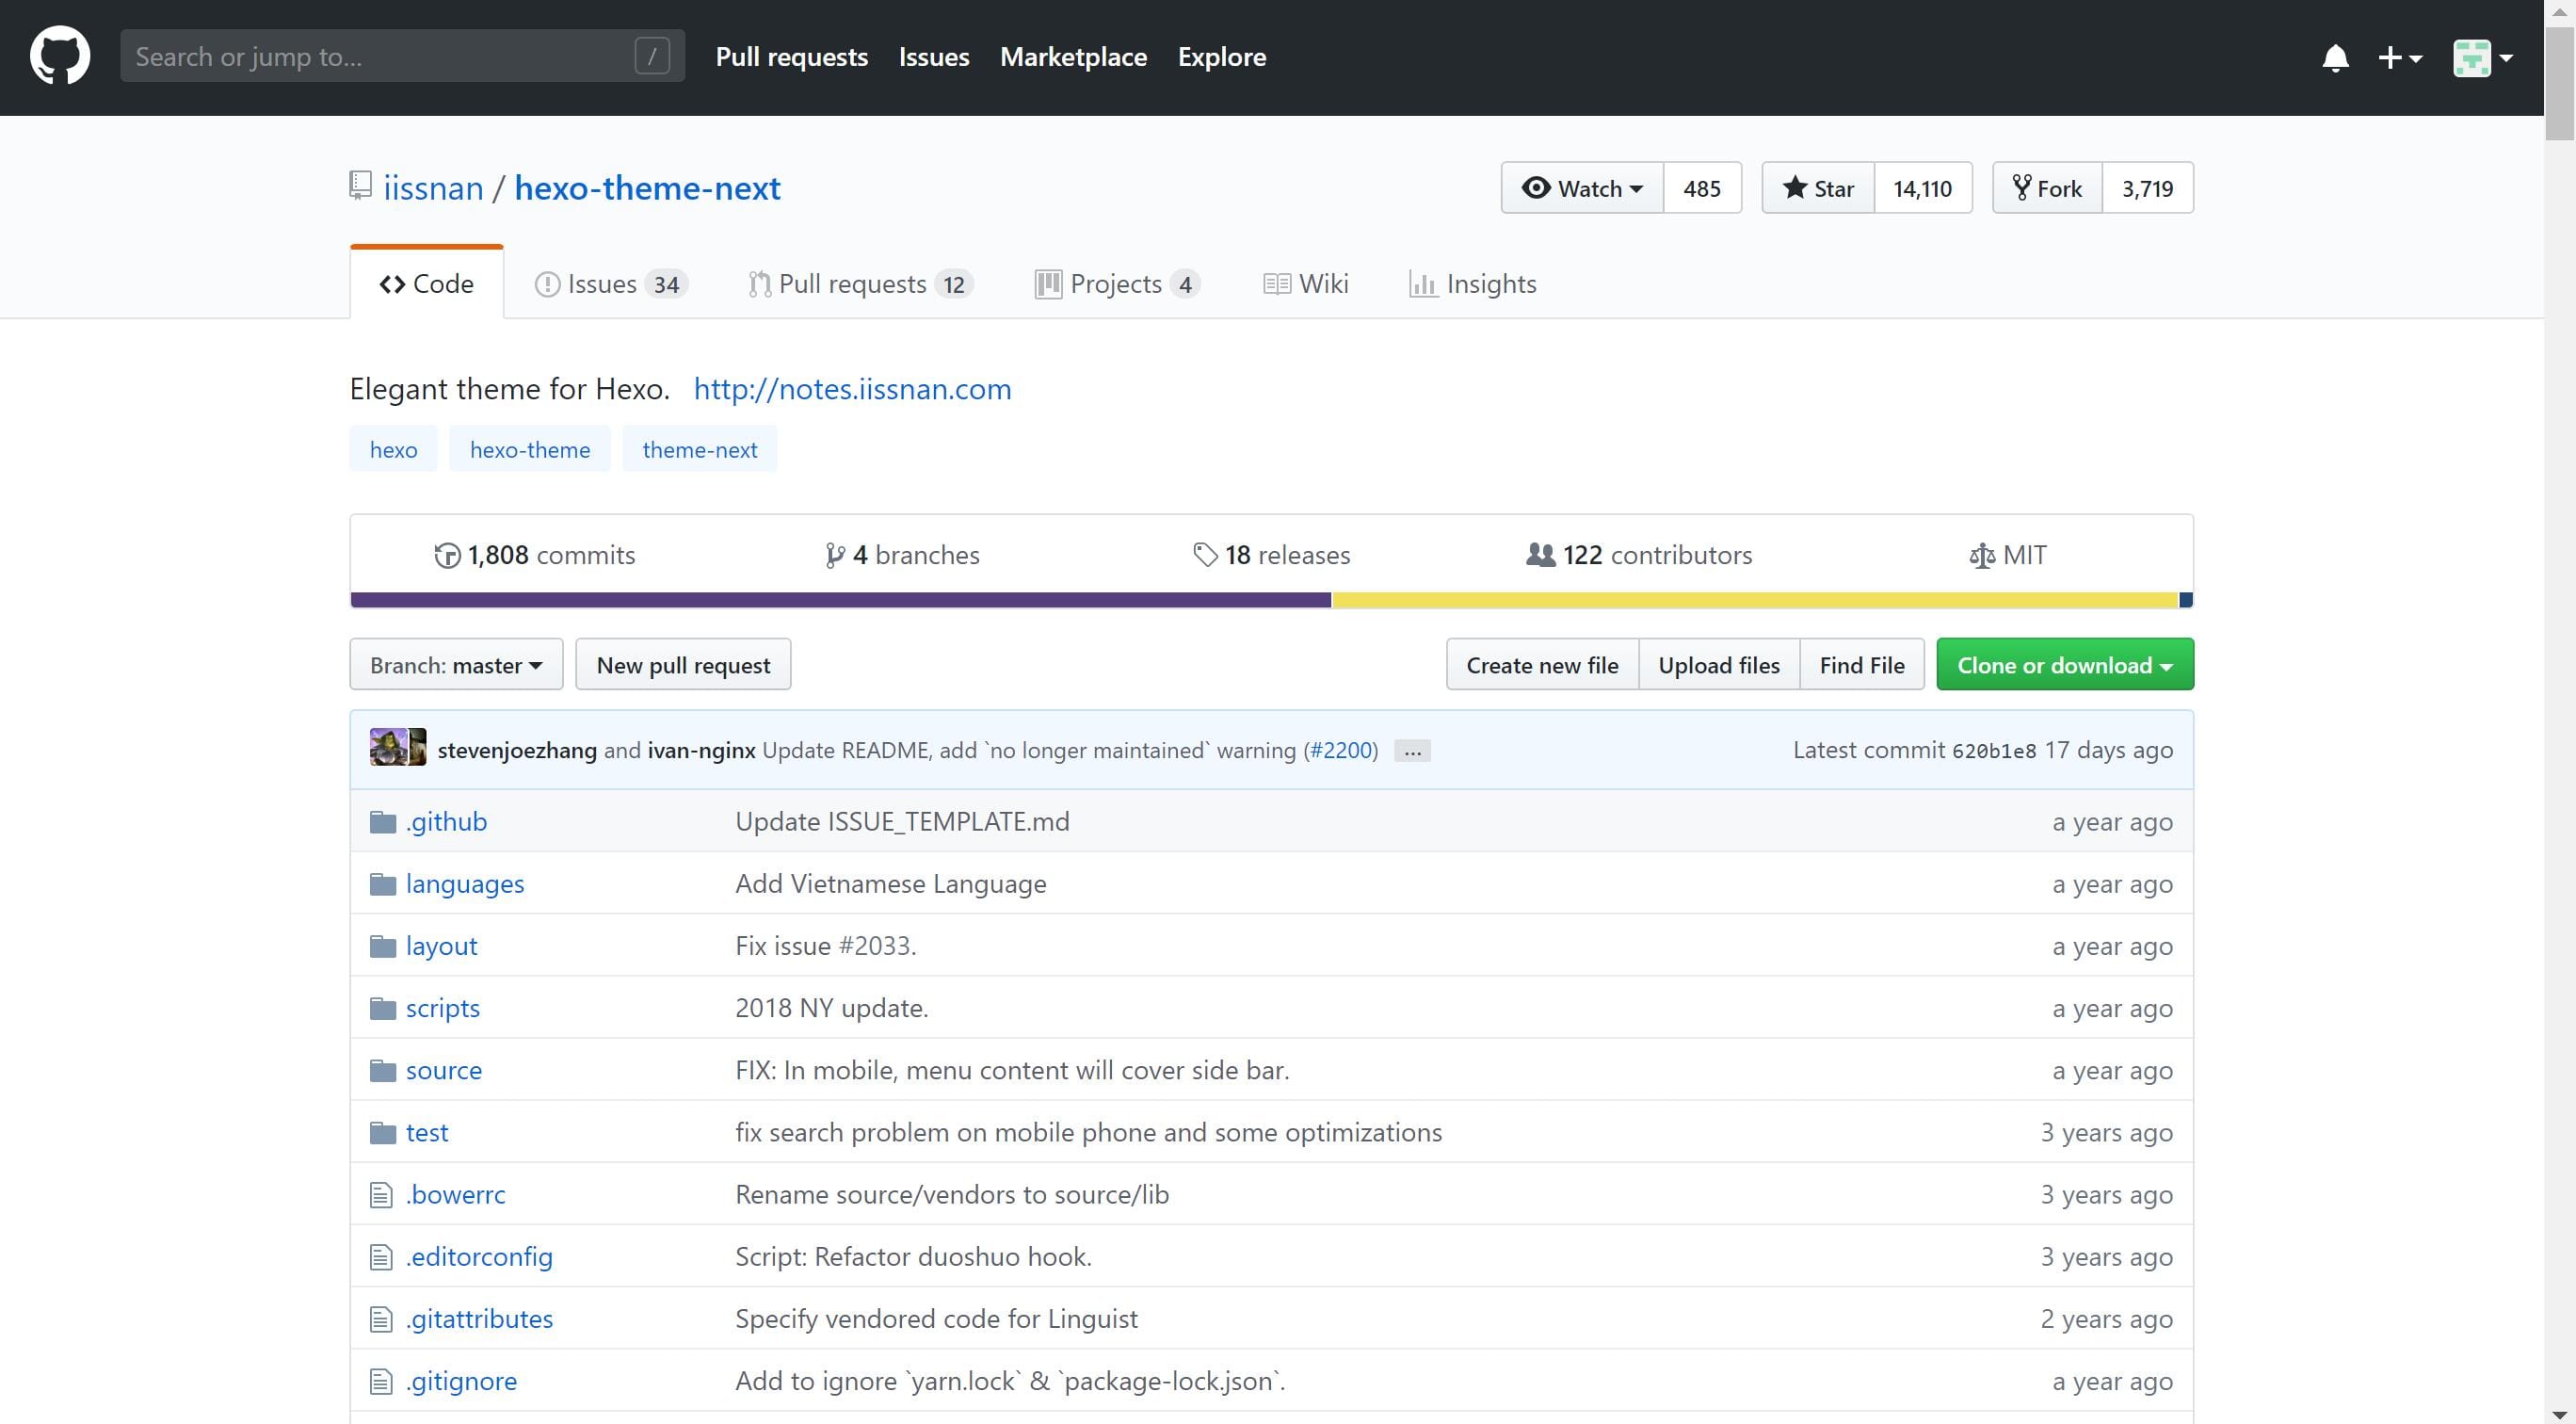 Search or jump to... /
Pull requests Issues Marketplace Explore
iissnan / hexo-theme-next
Watch 485 Star 14,110 Fork 3,719
Code Issues 34 Pull requests 12 Projects 4 Wiki Insights
Elegant theme for Hexo. http://notes.iissnan.com
hexo hexo-theme theme-next
1,808 commits 4 branches 18 releases 122 contributors MIT
Branch: master New pull request Create new file Upload files Find File Clone or download
stevenjoezhang and ivan-nginx Update README, add `no longer maintained` warning (#2200) ... Latest commit 620b1e8 17 days ago
.github Update ISSUE_TEMPLATE.md a year ago
languages Add Vietnamese Language a year ago
layout Fix issue #2033. a year ago
scripts 2018 NY update. a year ago
source FIX: In mobile, menu content will cover side bar. a year ago
test fix search problem on mobile phone and some optimizations 3 years ago
.bowerrc Rename source/vendors to source/lib 3 years ago
.editorconfig Script: Refactor duoshuo hook. 3 years ago
.gitattributes Specify vendored code for Linguist 2 years ago
.gitignore Add to ignore `yarn.lock` & `package-lock.json`. a year ago